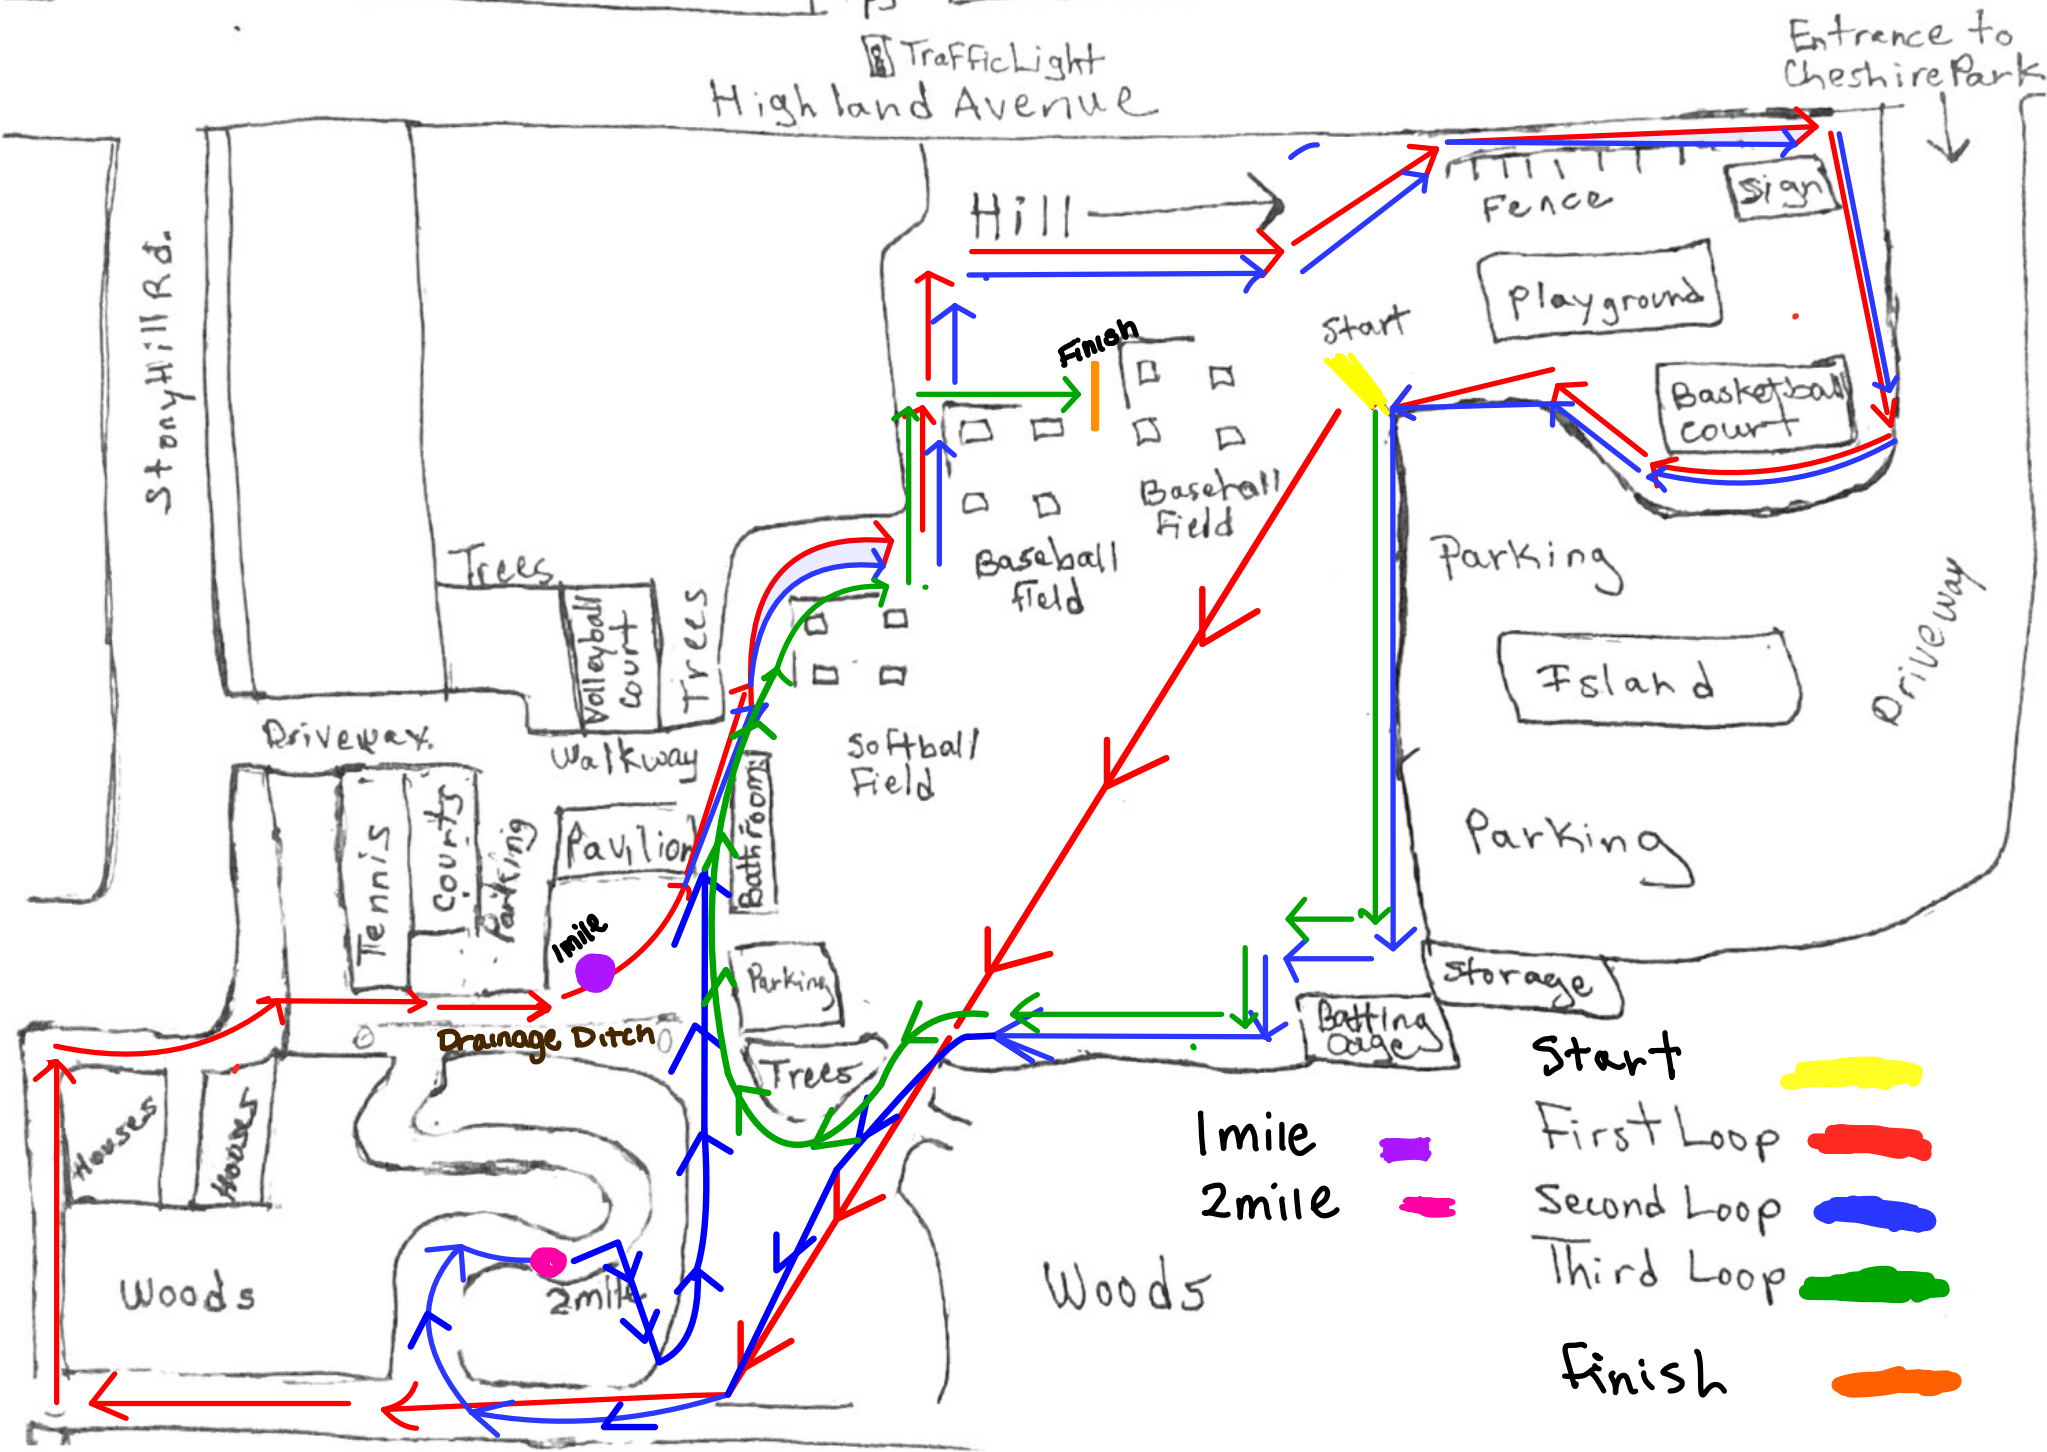 Traffic Light
Highland Avenue
Entrance to
Cheshire Park
Hill
Fence
Sign
Playground
Start
Finish
Basketball
court
Stony Hill Rd.
Baseball
Field
Baseball
field
Parking
Island
Driveway
Parking
Trees
Volleyball
Court
Trees
Softball
Field
Driveway
Walkway
Tennis
Courts
Parking
Pavilion
Bathroom
1mile
Parking
Drainage Ditch
Trees
Storage
Batting
Cage
Houses
Houses
Woods
2mile
Woods
Start
1mile
First Loop
2mile
Second Loop
Third Loop
Finish